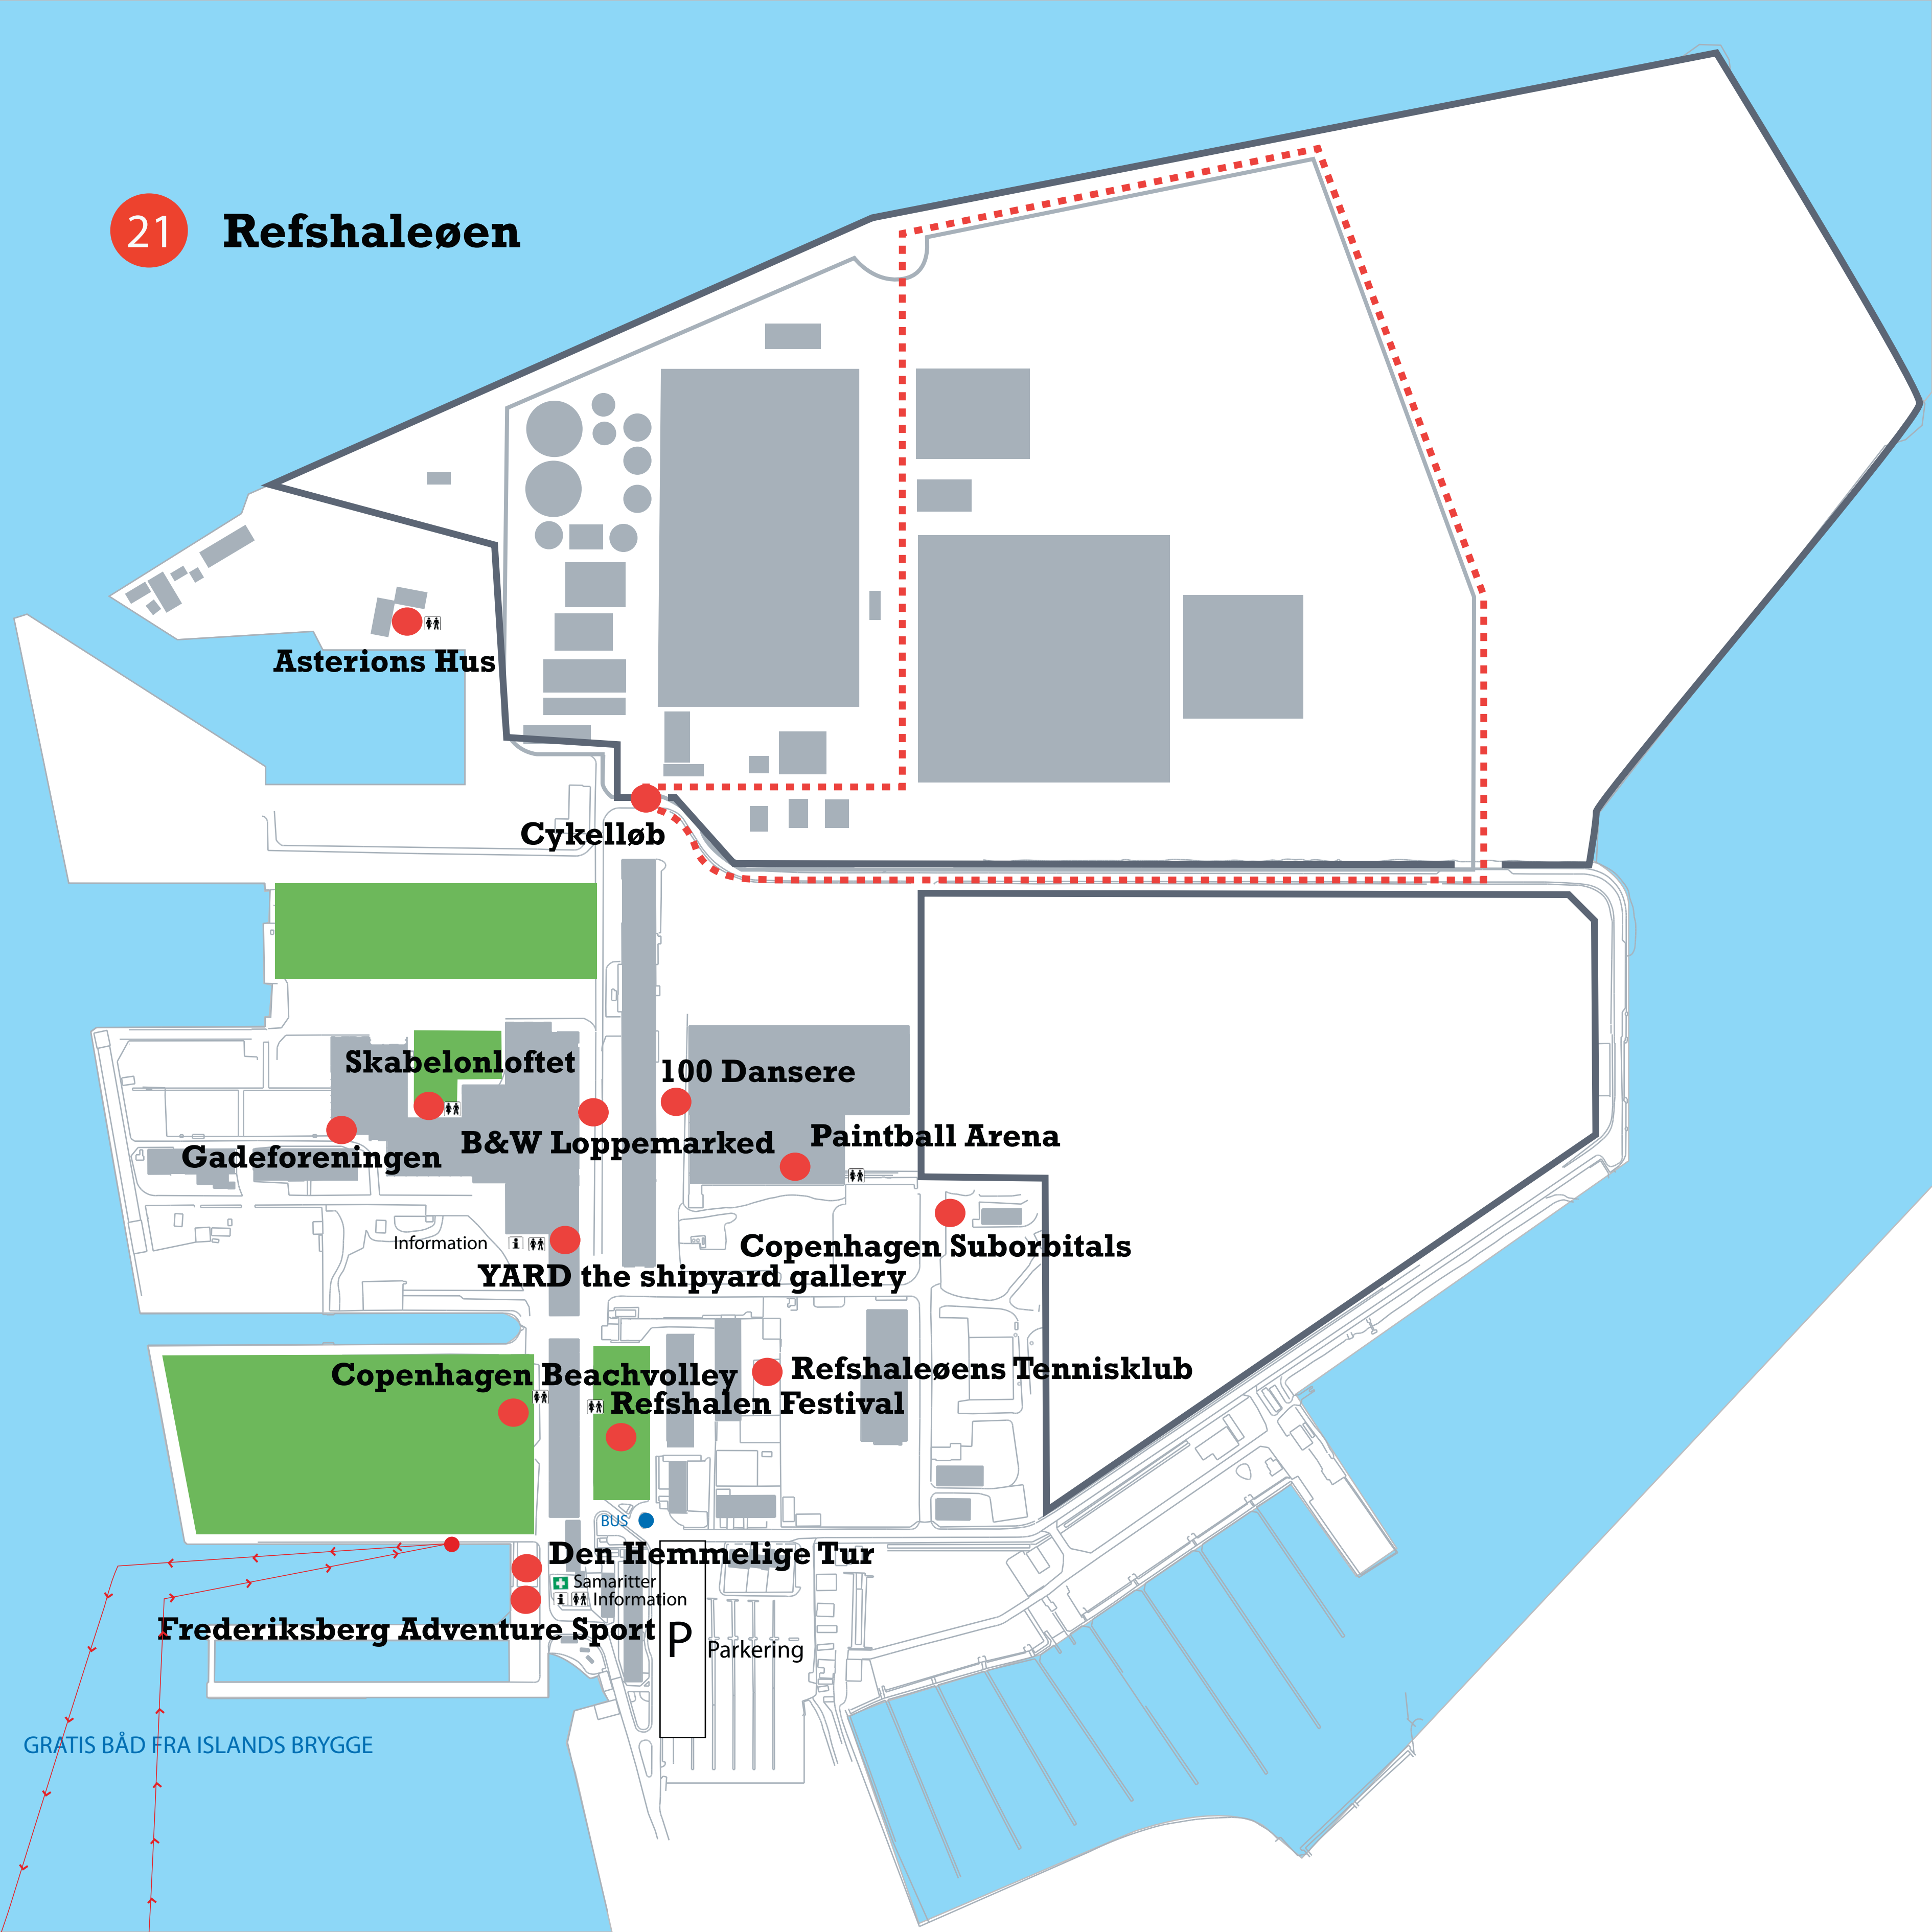 21 Refshaleøen
Asterions Hus
Cykelløb
Skabelonloftet
100 Dansere
Gadeforeningen
B&W Loppemarked
Paintball Arena
Information
i
Copenhagen Suborbitals
YARD the shipyard gallery
Copenhagen Beachvolley
Refshaleøens Tennisklub
Refshalen Festival
BUS
Den Hemmelige Tur
Samaritter
i
Information
Frederiksberg Adventure Sport
P Parkering
GRATIS BÅD FRA ISLANDS BRYGGE